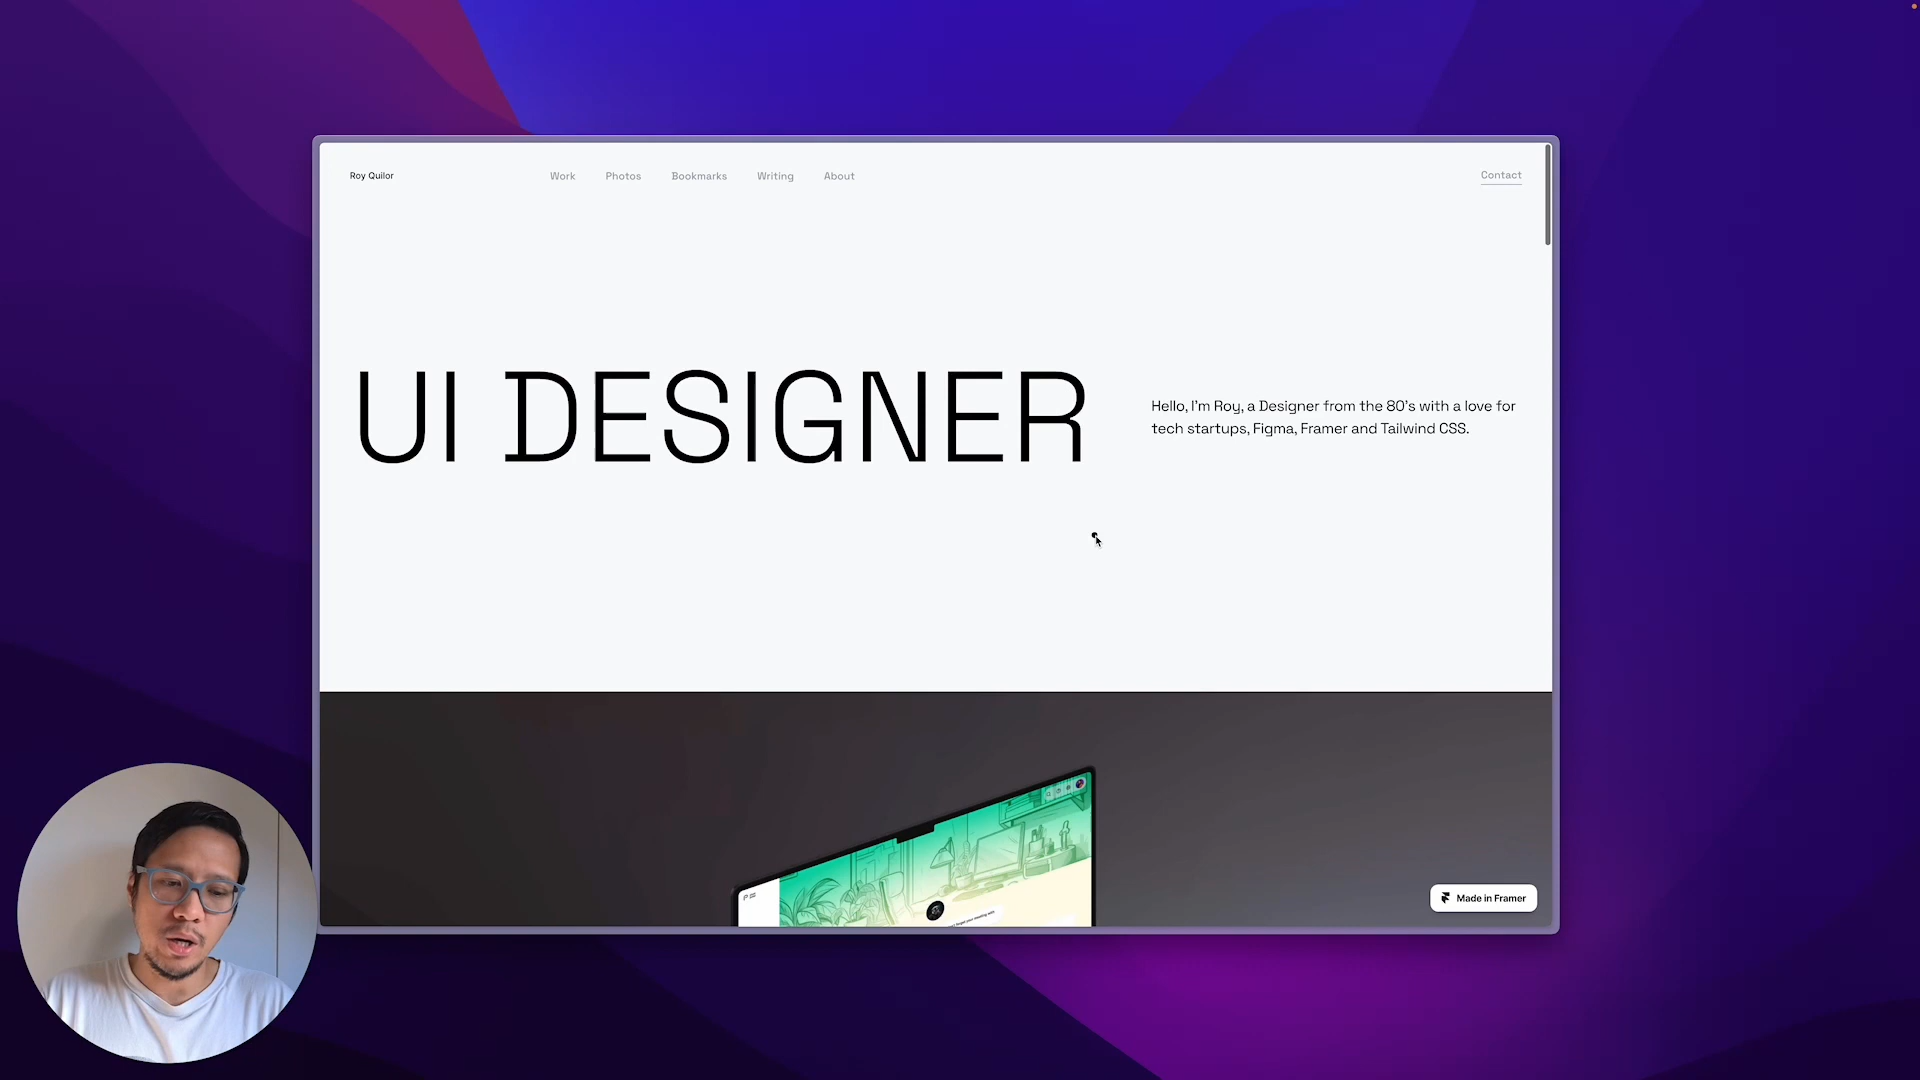 Roy Quilor
Work
Photos
Bookmarks
Writing
About
Contact
UI DESIGNER
Hello, I'm Roy, a Designer from the 80's with a love for
tech startups, Figma, Framer and Tailwind CSS.
Made in Framer